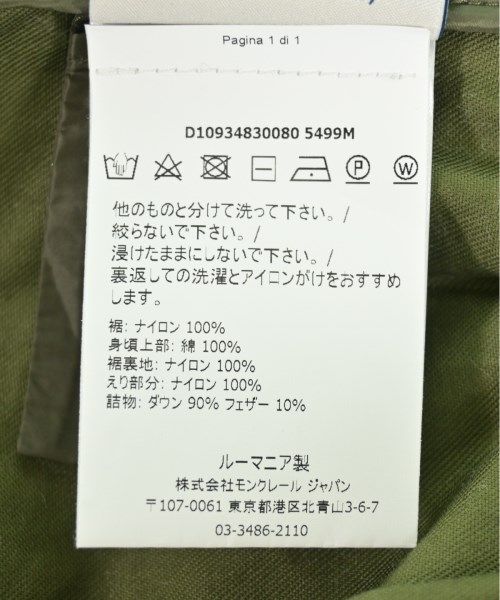 Pagina 1 di 1
D10934830080 5499M
P W
他のものと分けて洗って下さい。/
絞らないで下さい。/
浸けたままにしないで下さい。/
裏返しての洗濯とアイロンがけをおすすめ
します。
裾: ナイロン 100%
身頃上部: 綿 100%
裾裏地: ナイロン 100%
えり部分: ナイロン 100%
詰物: ダウン 90% フェザー 10%
ルーマニア製
株式会社モンクレール ジャパン
〒107-0061 東京都港区北青山3-6-7
03-3486-2110